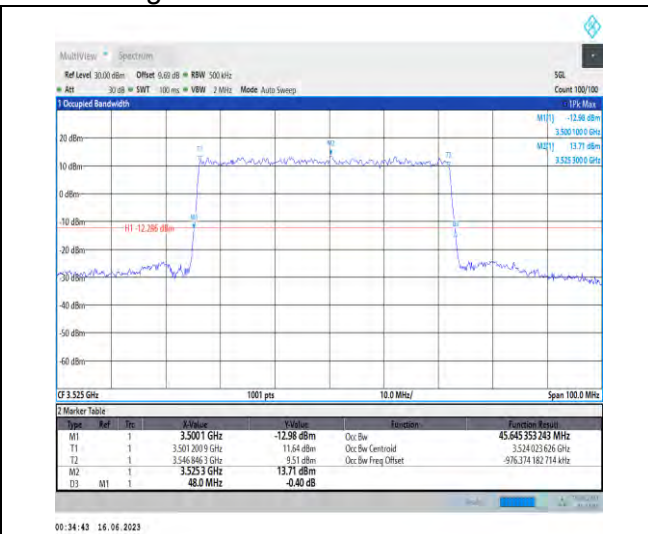 MultiView Spectrum
Ref Level 30.00 dBm Offset 9.69 dB RBW 500 kHz SGL
Att 30 dB SWT 100 ms VBW 2 MHz Mode Auto Sweep Count 100/100
1 Occupied Bandwidth 1Pk Max
M1[1] -12.98 dBm
3.500 100 0 GHz
20 dBm M2[1] 13.71 dBm
T1 M2 T2 3.525 300 0 GHz
10 dBm
0 dBm
-10 dBm
H1 -12.286 dBm
-20 dBm
-30 dBm
-40 dBm
-50 dBm
-60 dBm
CF 3.525 GHz 1001 pts 10.0 MHz/ Span 100.0 MHz
2 Marker Table
Type Ref Trc X-Value Y-Value Function Function Result
M1 1 3.5001 GHz -12.98 dBm Occ Bw 45.645 353 243 MHz
T1 1 3.501 200 9 GHz 11.64 dBm Occ Bw Centroid 3.524 023 626 GHz
T2 1 3.546 846 3 GHz 9.51 dBm Occ Bw Freq Offset -976.374 182 714 kHz
M2 1 3.525 3 GHz 13.71 dBm
D3 M1 1 48.0 MHz -0.40 dB
00:34:43 16.06.2023